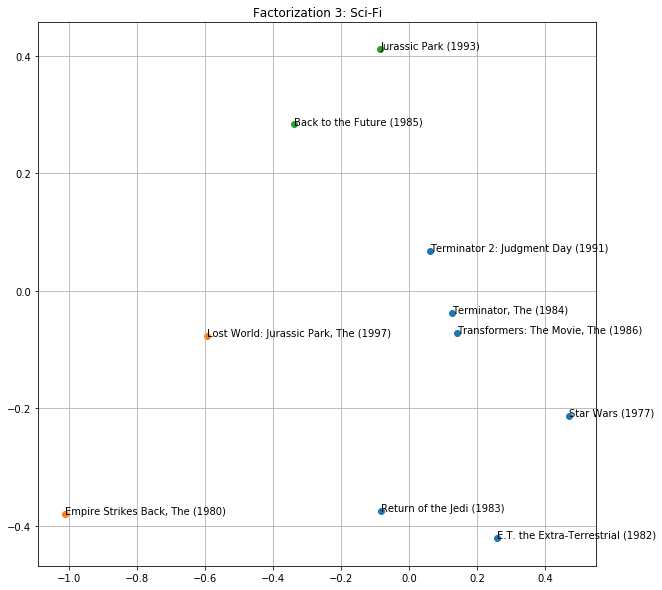 Factorization 3: Sci-Fi
0.4
Jurassic Park (1993)
Back to the Future (1985)
0.2
Terminator 2: Judgment Day (1991)
0.0
Terminator, The (1984)
Transformers: The Movie, The (1986)
Lost World: Jurassic Park, The (1997)
−0.2
Star Wars (1977)
Return of the Jedi (1983)
Empire Strikes Back, The (1980)
−0.4
E.T. the Extra-Terrestrial (1982)
−1.0 −0.8 −0.6 −0.4 −0.2 0.0 0.2 0.4